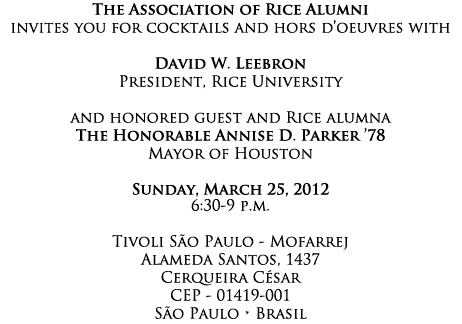 The Association of Rice Alumni
invites you for cocktails and hors d'oeuvres with
David W. Leebron
President, Rice University
and honored guest and Rice alumna
The Honorable Annise D. Parker '78
Mayor of Houston
Sunday, March 25, 2012
6:30-9 p.m.
Tivoli São Paulo - Mofarrej
Alameda Santos, 1437
Cerqueira César
CEP - 01419-001
São Paulo · Brasil